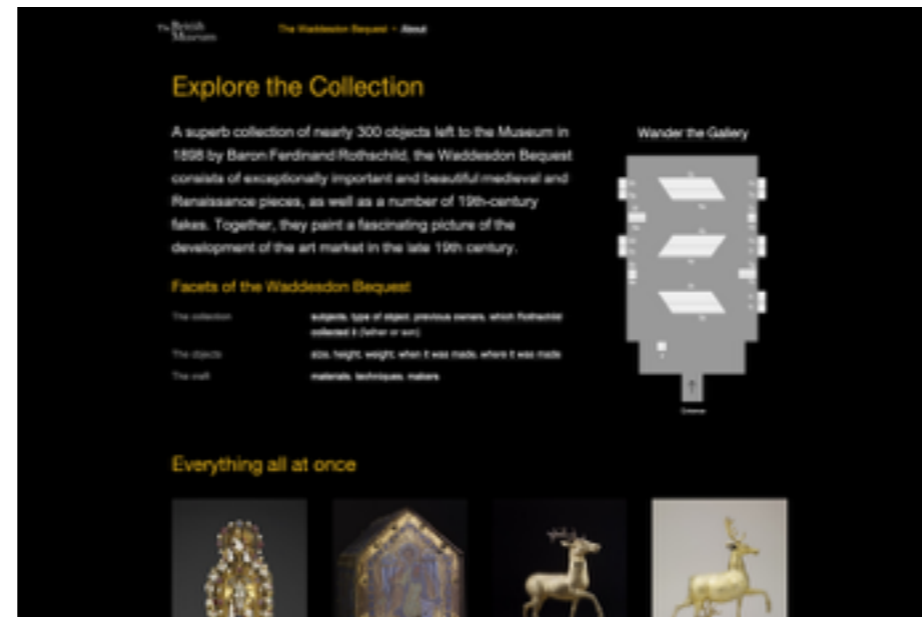 The British
Museum
The Waddesdon Bequest • About
Explore the Collection
A superb collection of nearly 300 objects left to the Museum in
1898 by Baron Ferdinand Rothschild, the Waddesdon Bequest
consists of exceptionally important and beautiful medieval and
Renaissance pieces, as well as a number of 19th-century
fakes. Together, they paint a fascinating picture of the
development of the art market in the late 19th century.
Wander the Gallery
Facets of the Waddesdon Bequest
The collection subjects, type of object, previous owners, which Rothschild
collected it (father or son)
The objects size, height, weight, when it was made, where it was made
The craft materials, techniques, makers
Entrance
Everything all at once